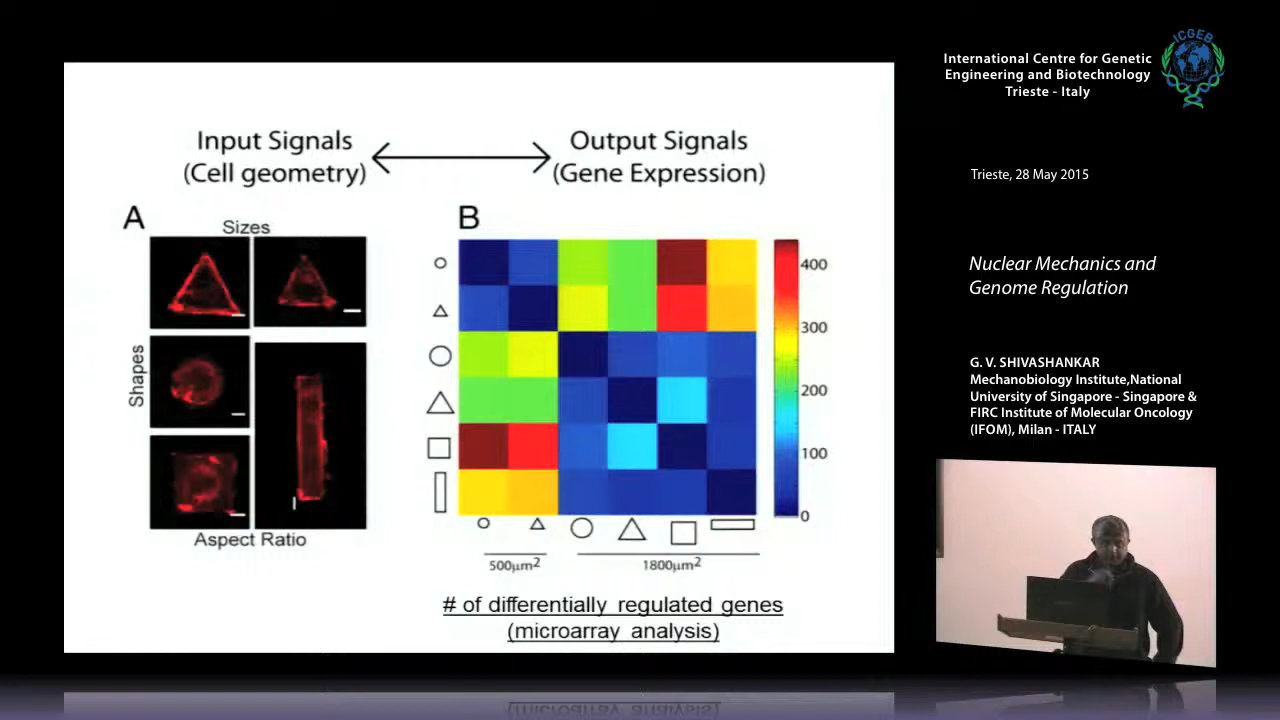 Input Signals
(Cell geometry)
Output Signals
(Gene Expression)
A
Sizes
Shapes
Aspect Ratio
B
400
300
200
100
0
500μm2
1800μm2
# of differentially regulated genes
(microarray analysis)
ICGEB
International Centre for Genetic
Engineering and Biotechnology
Trieste - Italy
Trieste, 28 May 2015
Nuclear Mechanics and
Genome Regulation
G. V. SHIVASHANKAR
Mechanobiology Institute,National
University of Singapore - Singapore &
FIRC Institute of Molecular Oncology
(IFOM), Milan - ITALY